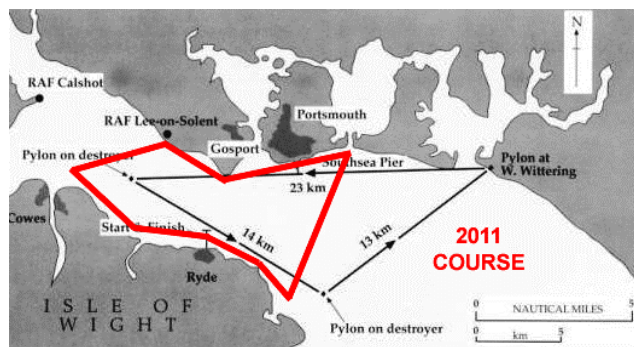 N
RAF Calshot
Portsmouth
RAF Lee-on-Solent
Gosport
Pylon on destroyer
Southsea Pier
Pylon at
W. Wittering
23 km
Cowes
Start & Finish
14 km
13 km
2011
COURSE
Ryde
ISLE OF
WIGHT
Pylon on destroyer
0 NAUTICAL MILES 5
0 km 5